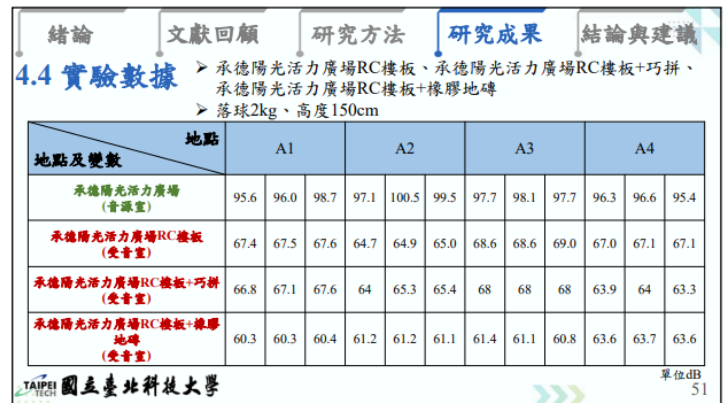 緒論 文獻回顧 研究方法 研究成果 結論與建議
4.4 實驗數據
➢ 承德陽光活力廣場RC樓板、承德陽光活力廣場RC樓板+巧拼、
承德陽光活力廣場RC樓板+橡膠地磚
➢ 落球2kg、高度150cm
地點
地點及變數
A1 A2 A3 A4
承德陽光活力廣場
(音源室)
95.6 96.0 98.7 97.1 100.5 99.5 97.7 98.1 97.7 96.3 96.6 95.4
承德陽光活力廣場RC樓板
(受音室)
67.4 67.5 67.6 64.7 64.9 65.0 68.6 68.6 69.0 67.0 67.1 67.1
承德陽光活力廣場RC樓板+巧拼
(受音室)
66.8 67.1 67.6 64 65.3 65.4 68 68 68 63.9 64 63.3
承德陽光活力廣場RC樓板+橡膠
地磚
(受音室)
60.3 60.3 60.4 61.2 61.2 61.1 61.4 61.1 60.8 63.6 63.7 63.6
單位dB
TAIPEI
TECH
國立臺北科技大學
51